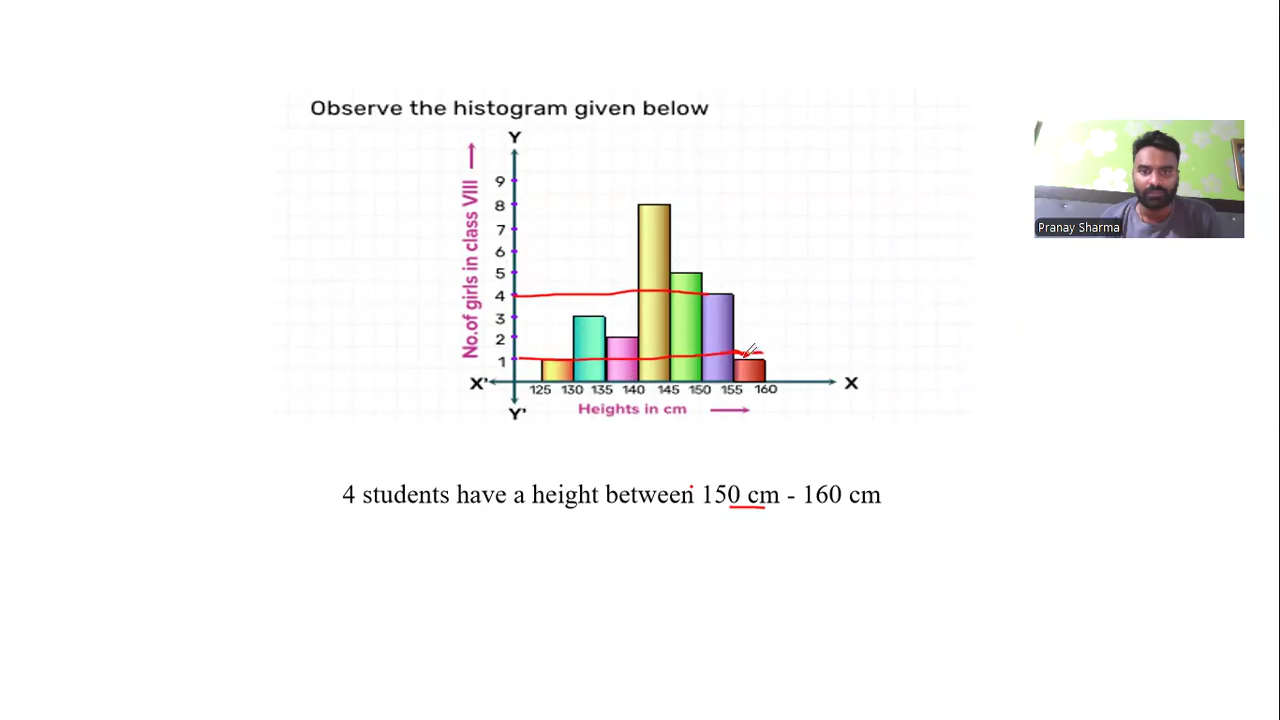 Observe the histogram given below
Y
No.of girls in class VIII
9
8
7
6
5
4
3
2
1
X' X
125 130 135 140 145 150 155 160
Y'
Heights in cm
Pranay Sharma
4 students have a height between 150 cm - 160 cm